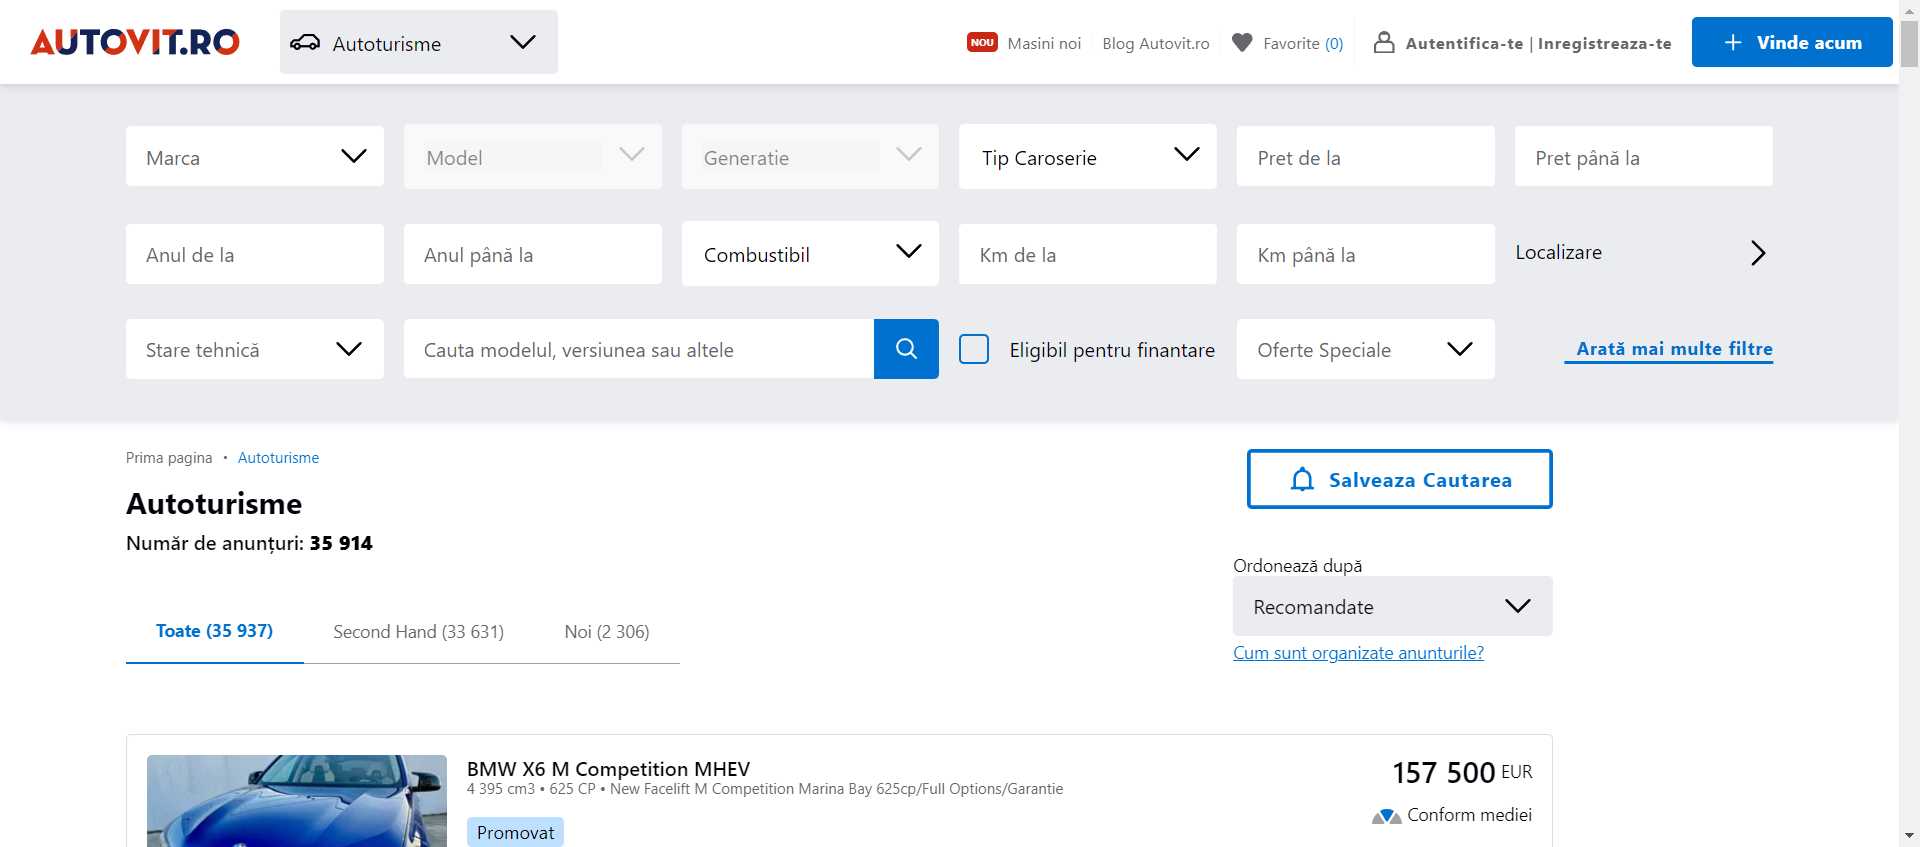 AUTOVIT.RO
Autoturisme
NOU Masini noi
Blog Autovit.ro
Favorite (0)
Autentifica-te | Inregistreaza-te
Vinde acum
Marca
Model
Generatie
Tip Caroserie
Pret de la
Pret până la
Anul de la
Anul până la
Combustibil
Km de la
Km până la
Localizare
Stare tehnică
Cauta modelul, versiunea sau altele
Eligibil pentru finantare
Oferte Speciale
Arată mai multe filtre
Prima pagina • Autoturisme
Salveaza Cautarea
Autoturisme
Număr de anunțuri: 35 914
Ordonează după
Recomandate
Cum sunt organizate anunturile?
Toate (35 937)
Second Hand (33 631)
Noi (2 306)
BMW X6 M Competition MHEV
157 500 EUR
4 395 cm3 • 625 CP • New Facelift M Competition Marina Bay 625cp/Full Options/Garantie
Conform mediei
Promovat